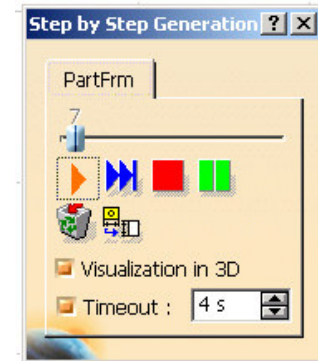 Step by Step Generation ? X
PartFrm
7
Visualization in 3D
Timeout : 4 s